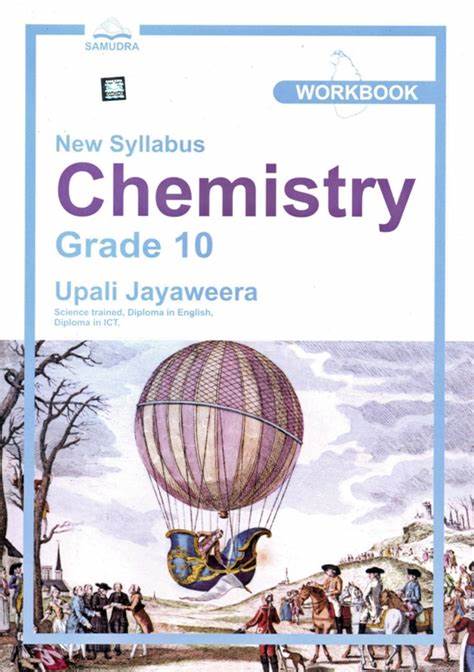 SAMUDRA
WORKBOOK
New Syllabus
Chemistry
Grade 10
Upali Jayaweera
Science trained, Diploma in English,
Diploma in ICT.